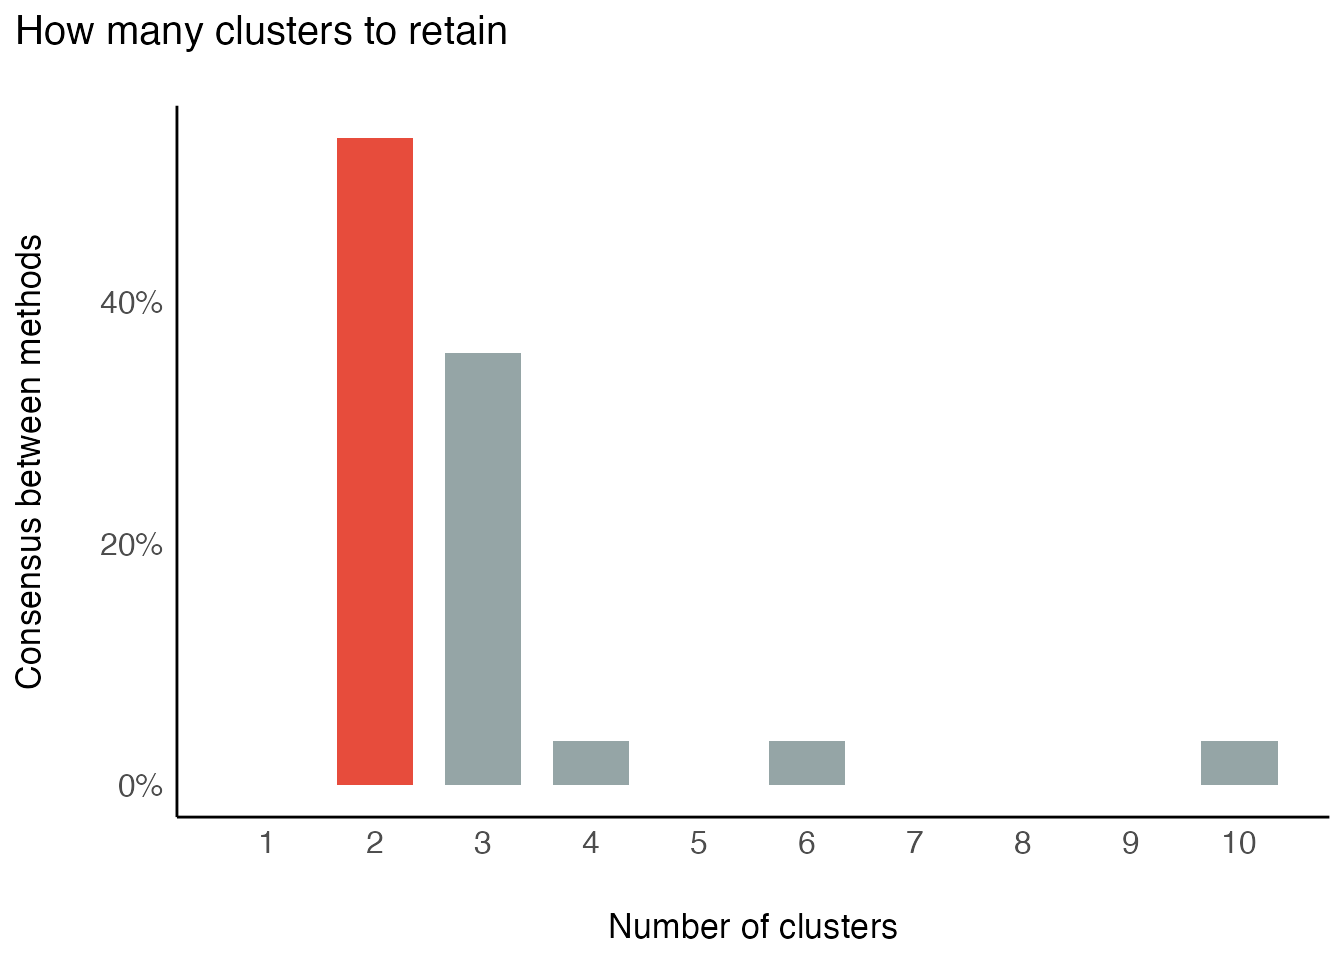 How many clusters to retain
Consensus between methods
40%
20%
0%
1 2 3 4 5 6 7 8 9 10
Number of clusters